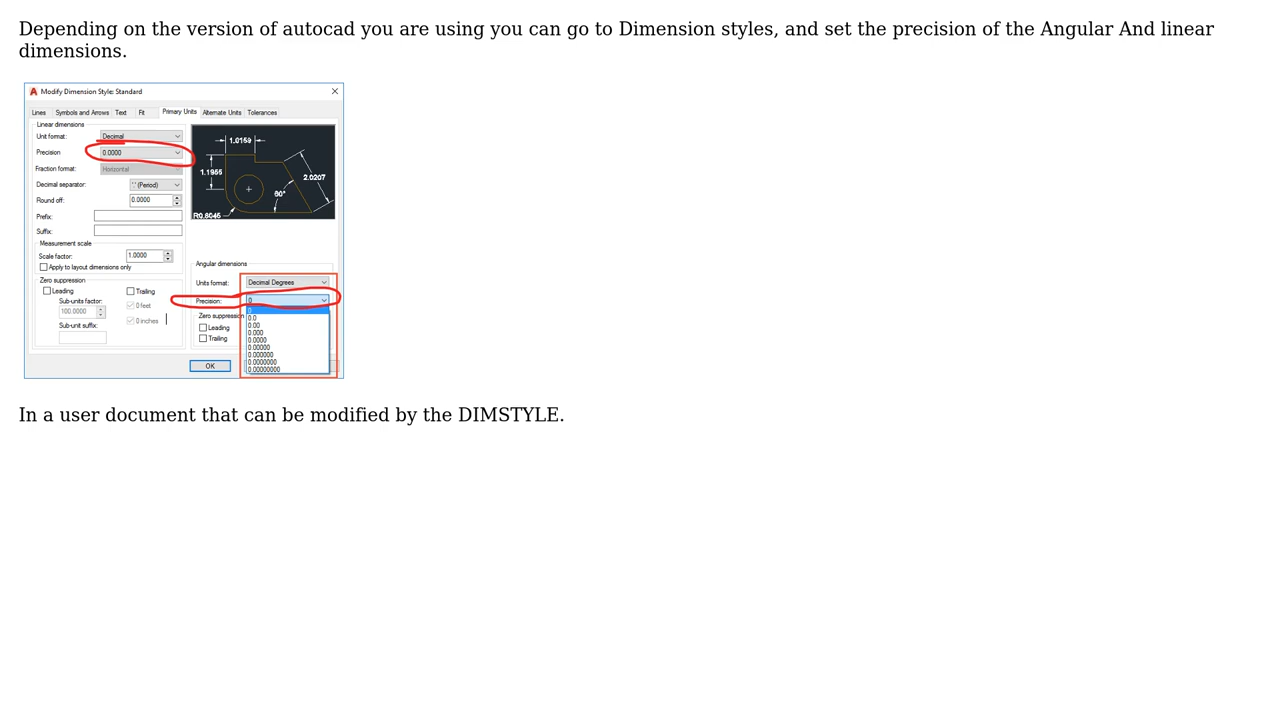 Depending on the version of autocad you are using you can go to Dimension styles, and set the precision of the Angular And linear
dimensions.
Modify Dimension Style: Standard
Lines Symbols and Arrows Text Fit Primary Units Alternate Units Tolerances
Linear dimensions
Unit format: Decimal
Precision 0.0000
Fraction format: Horizontal
Decimal separator: '.' (Period)
Round off: 0.0000
Prefix:
Suffix:
Measurement scale
Scale factor: 1.0000
Apply to layout dimensions only
Zero suppression
Leading Trailing
Sub-units factor: 0 feet
100.0000
Sub-unit suffix: 0 inches
1.0159
1.1955
2.0207
60°
R0.8045
Angular dimensions
Units format: Decimal Degrees
Precision: 0
Zero suppression
Leading
Trailing
0
0.0
0.00
0.000
0.0000
0.00000
0.000000
0.0000000
0.00000000
OK
In a user document that can be modified by the DIMSTYLE.